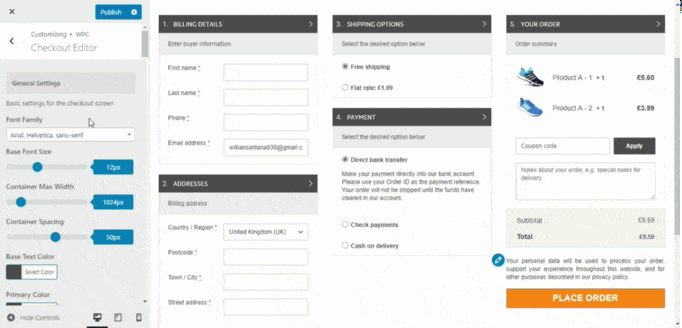 Publish
Customizing • WPC
Checkout Editor
General Settings
Basic settings for the checkout screen
Font Family
Arial, Helvetica, sans-serif
Base Font Size
12px
Container Max Width
1024px
Container Spacing
50px
Base Text Color
Select Color
Primary Color
Hide Controls
1. BILLING DETAILS
Enter buyer information
First name *
Last name *
Phone *
Email address *
2. ADDRESSES
Billing address
Country / Region *
United Kingdom (UK)
Postcode *
Town / City *
Street address *
3. SHIPPING OPTIONS
Select the desired option below
Free shipping
Flat rate: £1.99
4. PAYMENT
Select the desired option below
Direct bank transfer
Make your payment directly into our bank account.
Please use your Order ID as the payment reference.
Your order will not be shipped until the funds have
cleared in our account.
Check payments
Cash on delivery
5. YOUR ORDER
Order summary
Product A - 1 × 1 €5.60
Product A - 2 × 1 €3.99
Coupon code
Apply
Notes about your order, e.g. special notes for
delivery.
Subtotal €9.59
Total €9.59
Your personal data will be used to process your order,
support your experience throughout this website, and for
other purposes described in our privacy policy.
PLACE ORDER